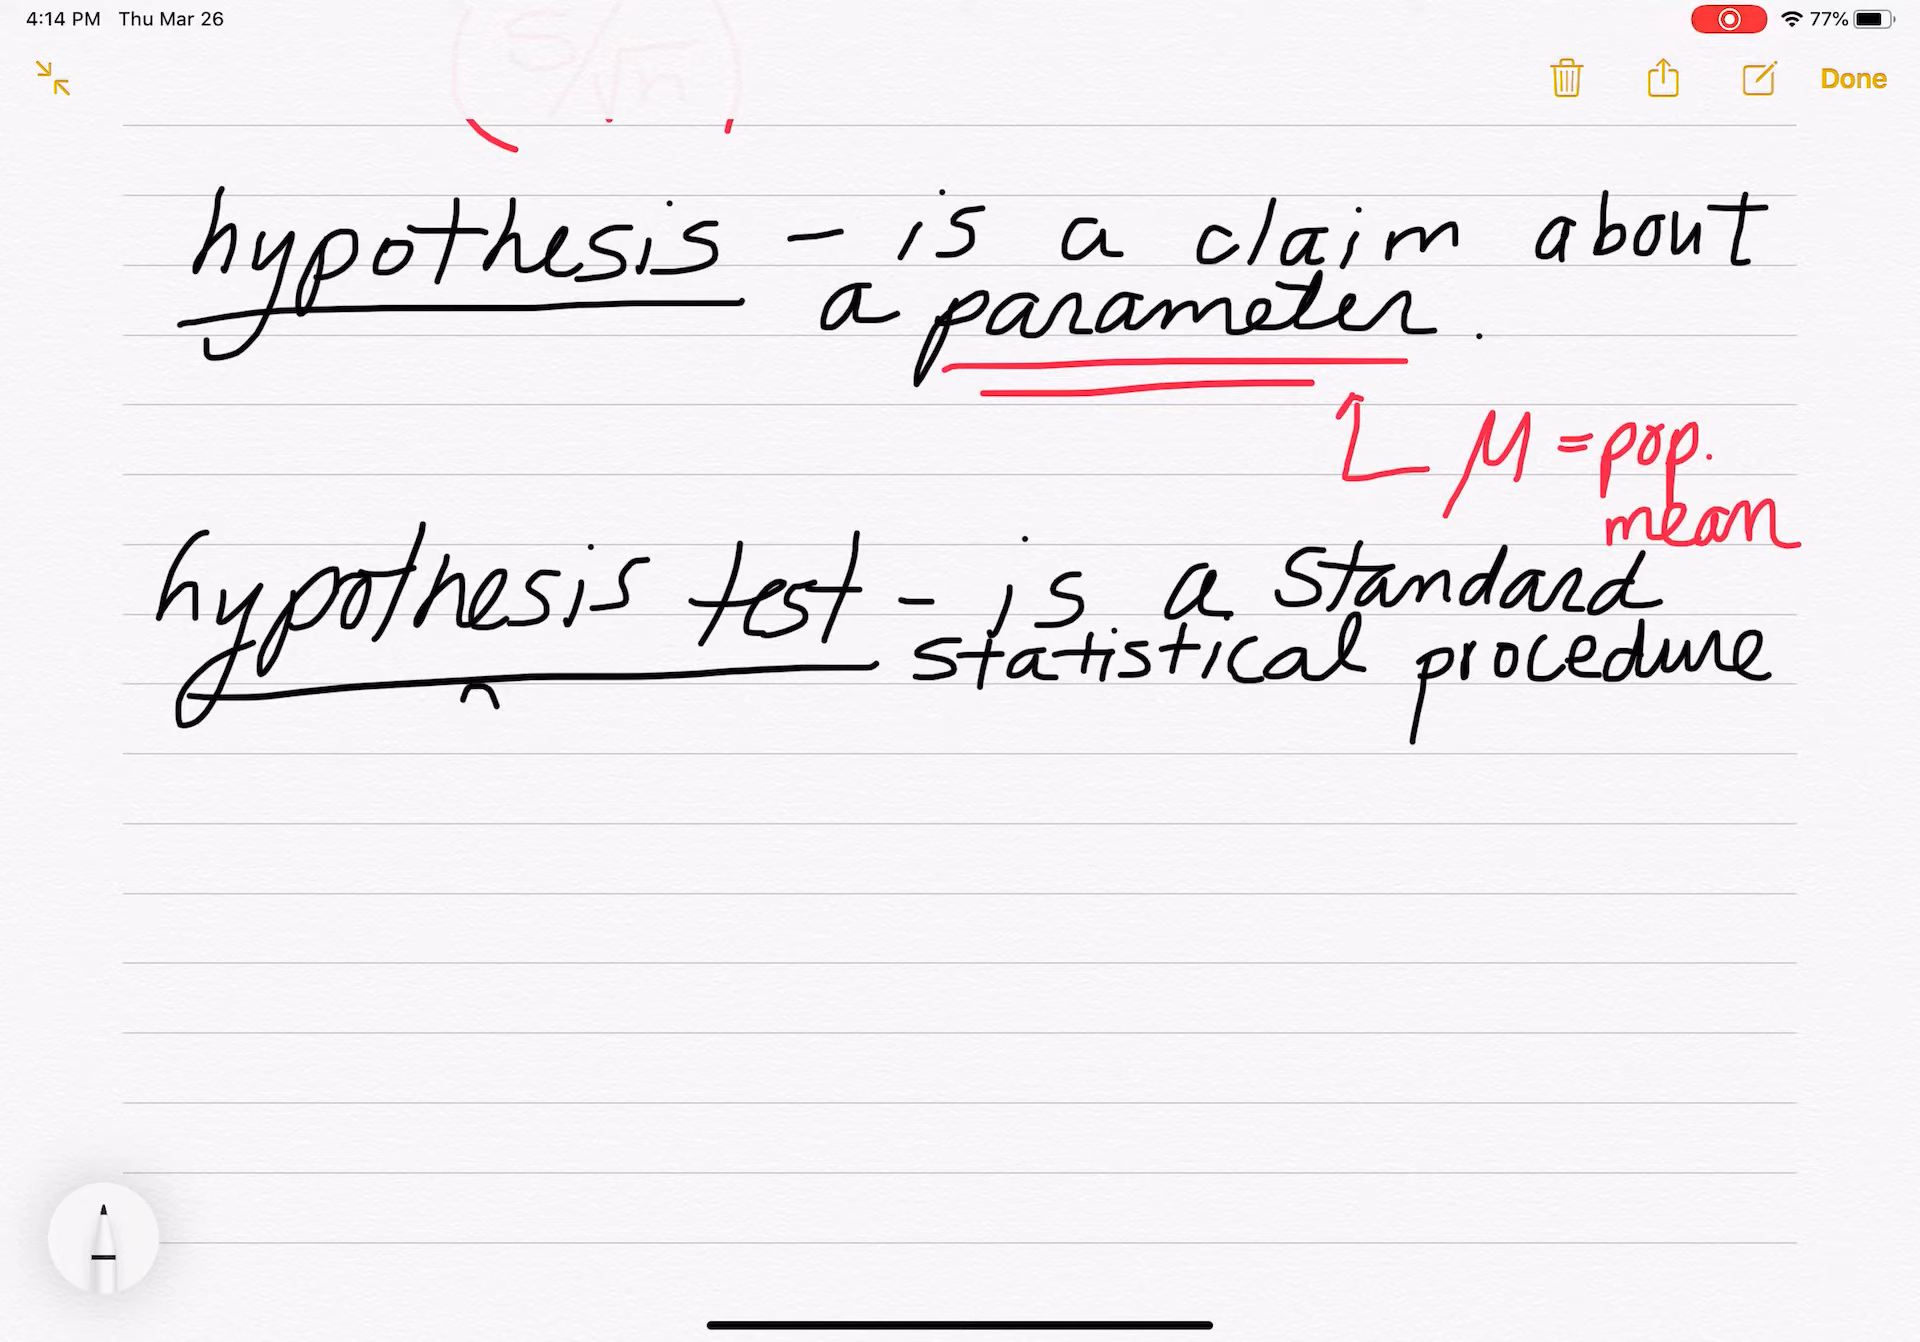 4:14 PM Thu Mar 26
77%
s/√n
Done
hypothesis - is a claim about
a parameter.
μ = pop.
mean
hypothesis test - is a standard
statistical procedure